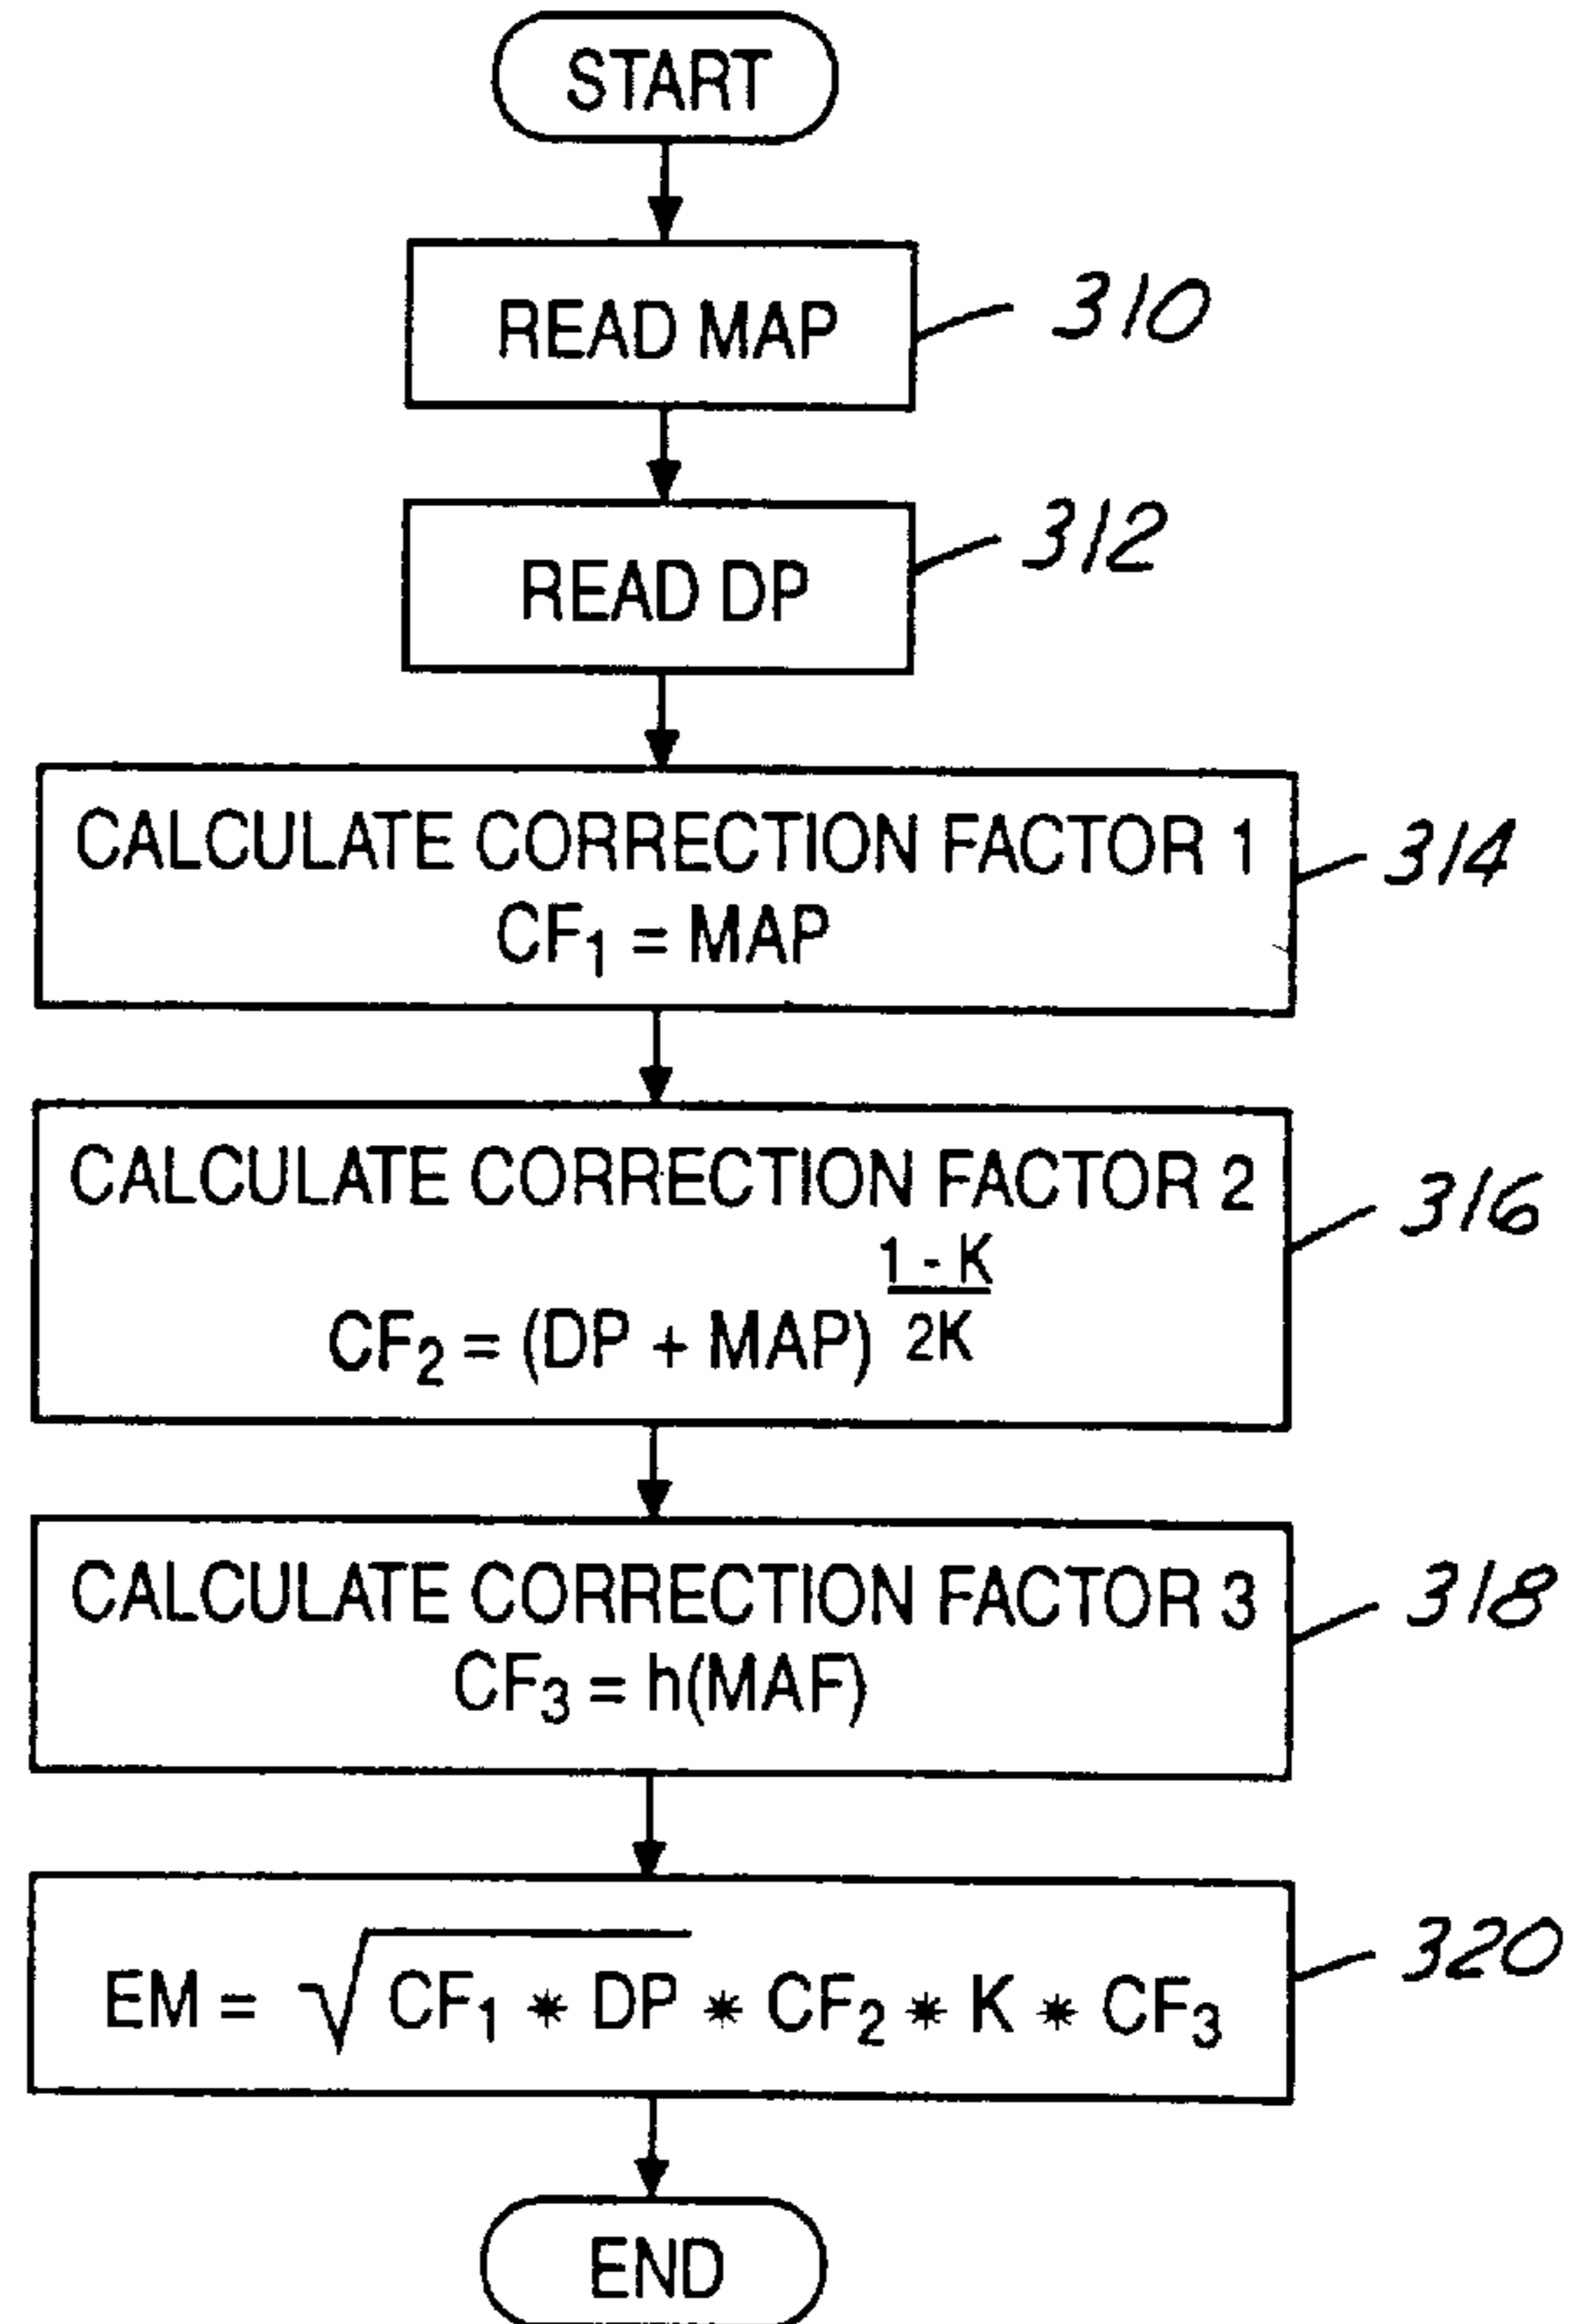 START
READ MAP
310
READ DP
312
CALCULATE CORRECTION FACTOR 1
CF₁ = MAP
314
CALCULATE CORRECTION FACTOR 2
CF₂ = (DP + MAP)^((1 - K)/(2K))
316
CALCULATE CORRECTION FACTOR 3
CF₃ = h(MAF)
318
EM = √(CF₁ * DP) * CF₂ * K * CF₃
320
END